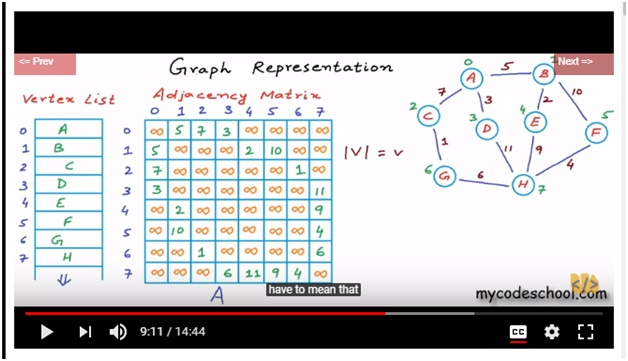 <= Prev
Next =>
Graph Representation
Vertex List
Adjacency Matrix
0 1 2 3 4 5 6 7
0 A
1 B
2 C
3 D
4 E
5 F
6 G
7 H
0 ∞ 5 7 3 ∞ ∞ ∞ ∞
1 5 ∞ ∞ ∞ 2 10 ∞ ∞
2 7 ∞ ∞ ∞ ∞ ∞ 1 ∞
3 3 ∞ ∞ ∞ ∞ ∞ ∞ 11
4 ∞ 2 ∞ ∞ ∞ ∞ ∞ 9
5 ∞ 10 ∞ ∞ ∞ ∞ ∞ 4
6 ∞ ∞ 1 ∞ ∞ ∞ ∞ 6
7 ∞ ∞ ∞ 6 11 9 4 ∞
A
|V| = v
0 5
A B
7 3 2 10
2 C 3 D 4 E 5 F
1 11 9 4
6 G 6 H 7
have to mean that
</>
mycodeschool.com
9:11 / 14:44
CC